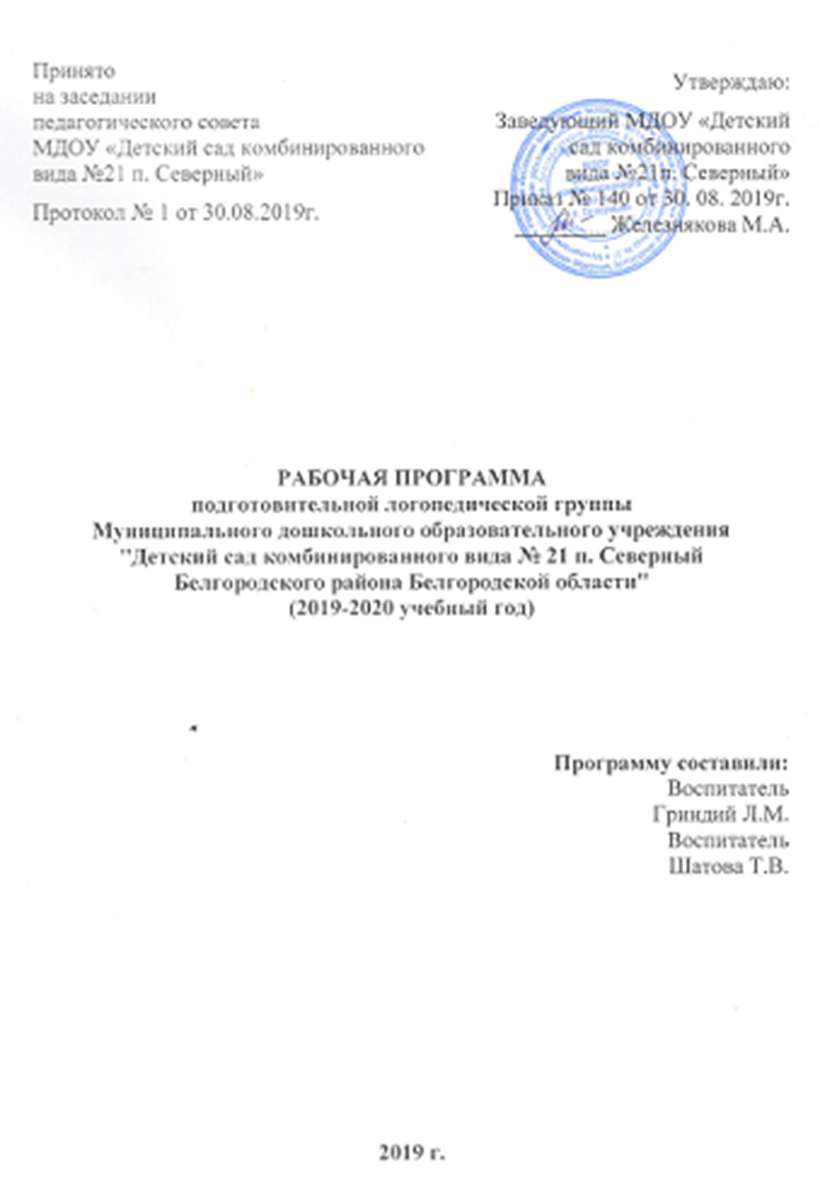 Принято
на заседании
педагогического совета
МДОУ «Детский сад комбинированного
вида №21 п. Северный»
Протокол № 1 от 30.08.2019г.
Утверждаю:
Заведующий МДОУ «Детский
сад комбинированного
вида №21п. Северный»
Приказ № 140 от 30. 08. 2019г.
________ Железнякова М.А.
РАБОЧАЯ ПРОГРАММА
подготовительной логопедической группы
Муниципального дошкольного образовательного учреждения
"Детский сад комбинированного вида № 21 п. Северный
Белгородского района Белгородской области"
(2019-2020 учебный год)
Программу составили:
Воспитатель
Гриндий Л.М.
Воспитатель
Шатова Т.В.
2019 г.